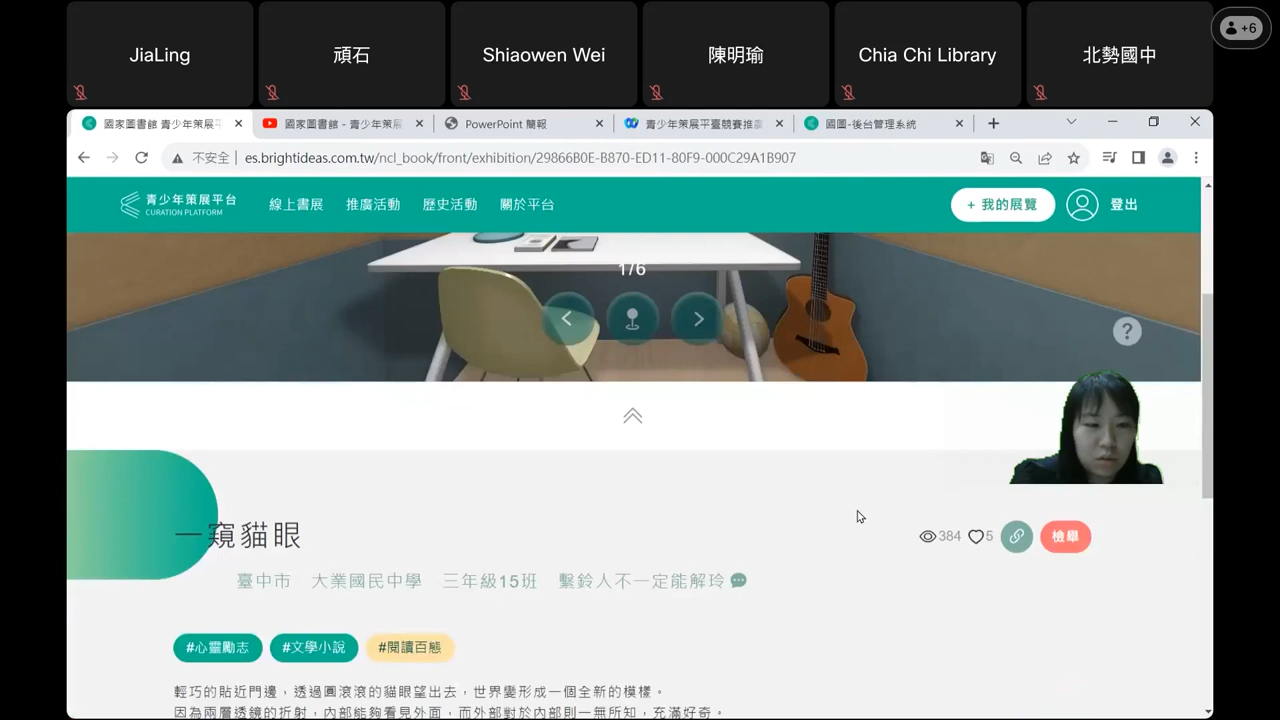 JiaLing
頑石
Shiaowen Wei
陳明瑜
Chia Chi Library
北勢國中
+6
國家圖書館 青少年策展平
國家圖書館 - 青少年策展
PowerPoint 簡報
青少年策展平臺競賽推廣
國圖-後台管理系統
不安全
es.brightideas.com.tw/ncl_book/front/exhibition/29866B0E-B870-ED11-80F9-000C29A1B907
青少年策展平台
CURATION PLATFORM
線上書展
推廣活動
歷史活動
關於平台
+ 我的展覽
登出
1/6
?
一窺貓眼
384
5
檢舉
臺中市 大業國民中學 三年級15班 繫鈴人不一定能解玲
#心靈勵志
#文學小說
#閱讀百態
輕巧的貼近門邊，透過圓滾滾的貓眼望出去，世界變形成一個全新的模樣。
因為兩層透鏡的折射，內部能夠看見外面，而外部對於內部則一無所知，充滿好奇。